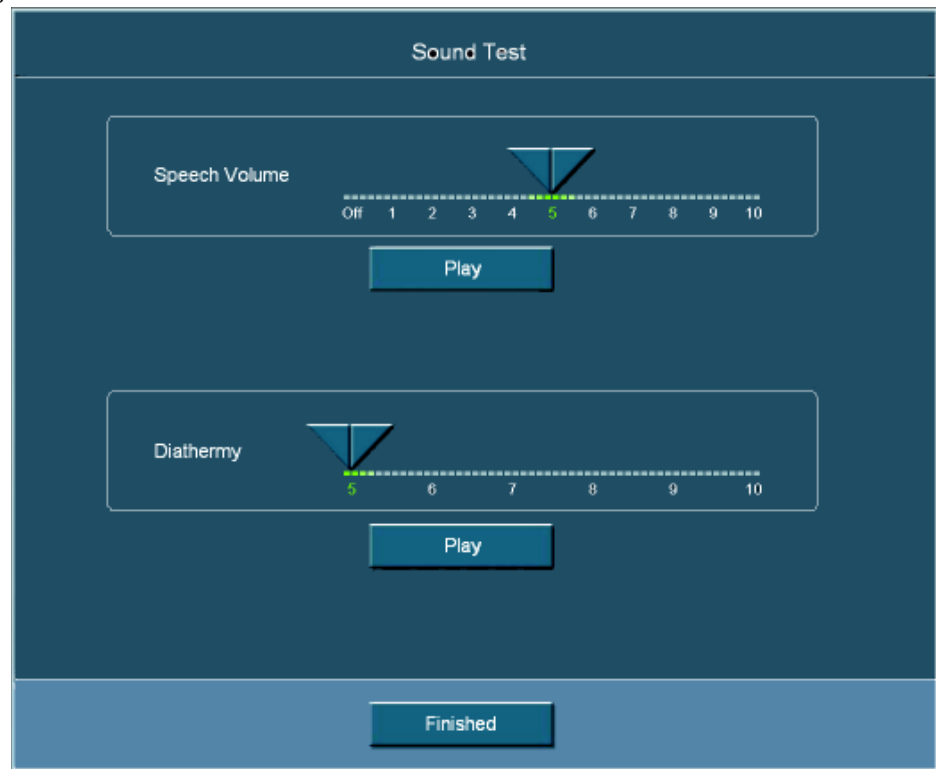 Sound Test
Speech Volume
Off 1 2 3 4 5 6 7 8 9 10
Play
Diathermy
5 6 7 8 9 10
Play
Finished